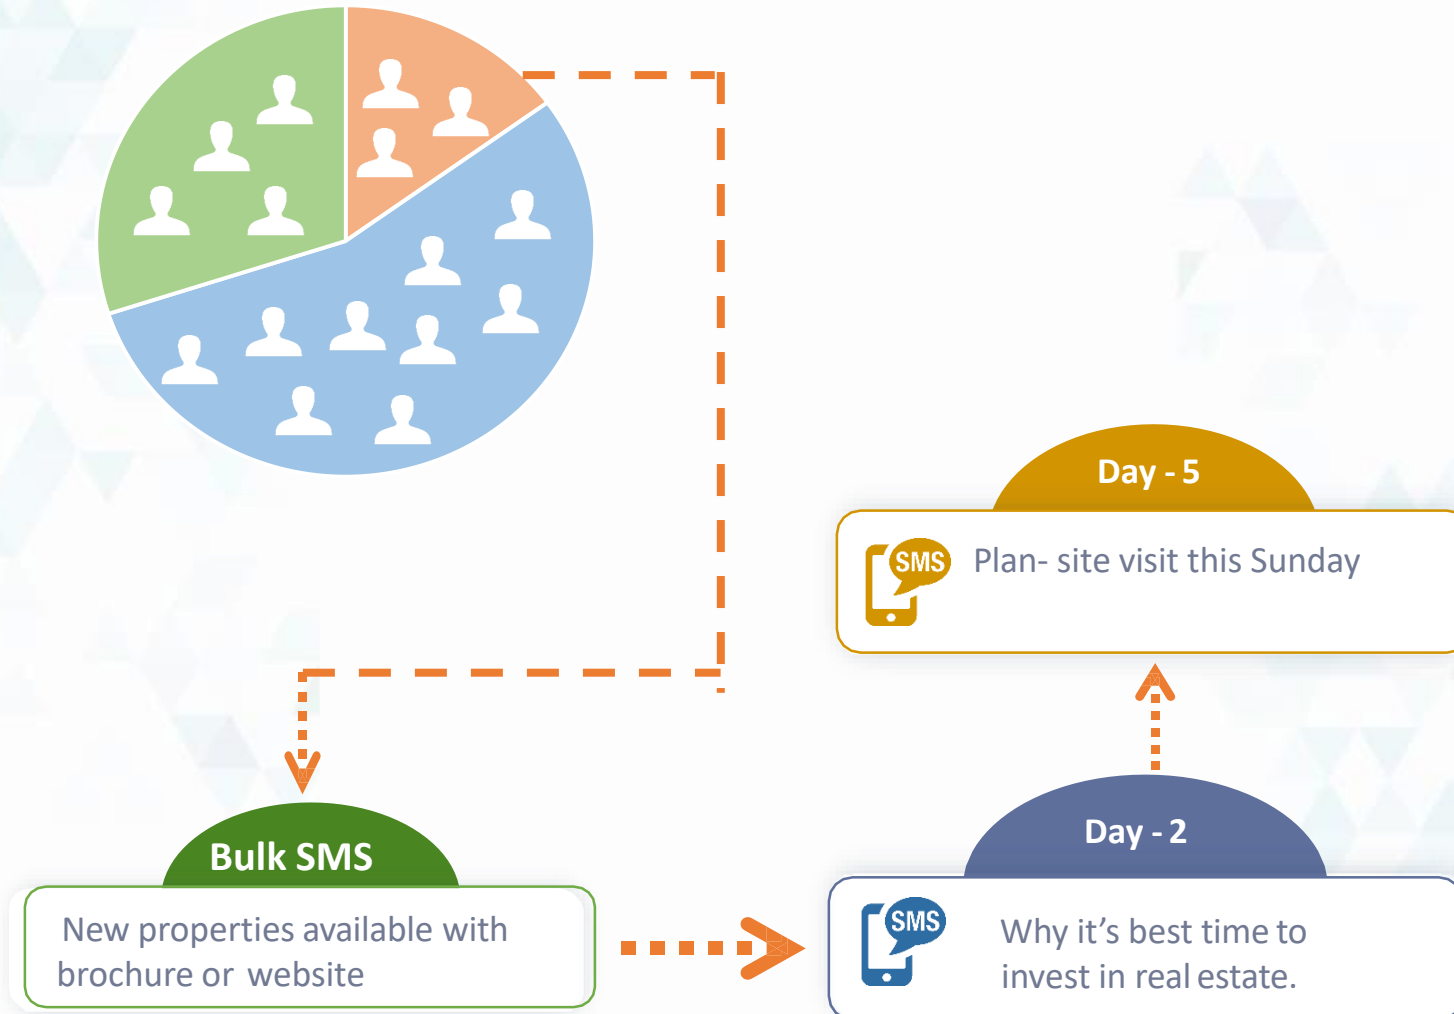 Day - 5
SMS
Plan- site visit this Sunday
Bulk SMS
New properties available with
brochure or website
Day - 2
SMS
Why it’s best time to
invest in real estate.